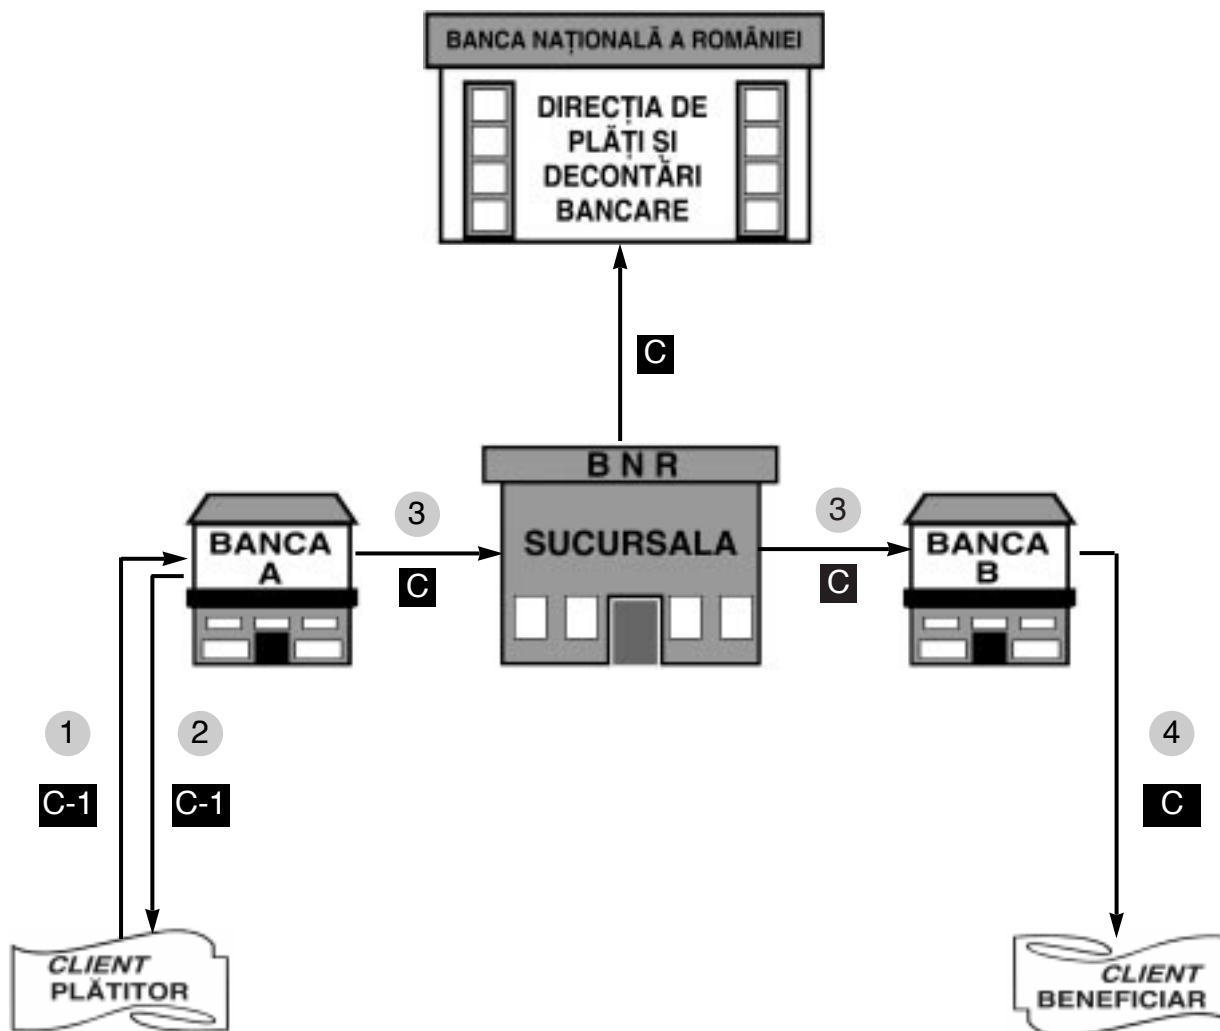 BANCA NAȚIONALĂ A ROMÂNIEI
DIRECȚIA DE
PLĂȚI ȘI
DECONTĂRI
BANCARE
C
B N R
SUCURSALA
3
C
3
C
BANCA
A
BANCA
B
1
C-1
2
C-1
4
C
CLIENT
PLĂTITOR
CLIENT
BENEFICIAR